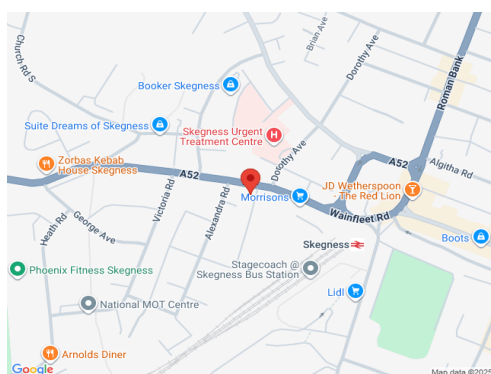 Church Rd S
Brian Ave
Dorothy Ave
Roman Bank
Booker Skegness
Suite Dreams of Skegness
Skegness Urgent
Treatment Centre
H
Dorothy Ave
A52
Algitha Rd
Zorbas Kebab
House Skegness
A52
Victoria Rd
Alexandra Rd
Morrisons
JD Wetherspoon
- The Red Lion
Wainfleet Rd
Heath Rd
George Ave
Skegness
Boots
Phoenix Fitness Skegness
Stagecoach @
Skegness Bus Station
National MOT Centre
Lidl
Arnolds Diner
Google
Map data ©2025